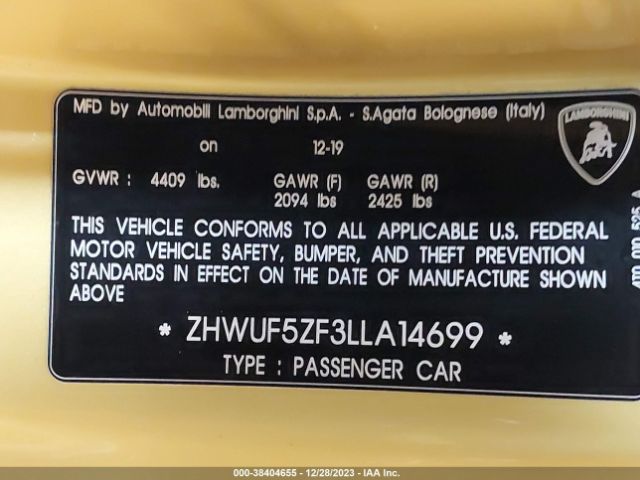 MFD by Automobili Lamborghini S.p.A. - S.Agata Bolognese (Italy)
LAMBORGHINI
on 12-19
GVWR : 4409 lbs. GAWR (F) GAWR (R)
2094 lbs 2425 lbs
THIS VEHICLE CONFORMS TO ALL APPLICABLE U.S. FEDERAL
MOTOR VEHICLE SAFETY, BUMPER, AND THEFT PREVENTION
STANDARDS IN EFFECT ON THE DATE OF MANUFACTURE SHOWN
ABOVE
* ZHWUF5ZF3LLA14699 *
TYPE : PASSENGER CAR
000-38404655 - 12/28/2023 - IAA Inc.